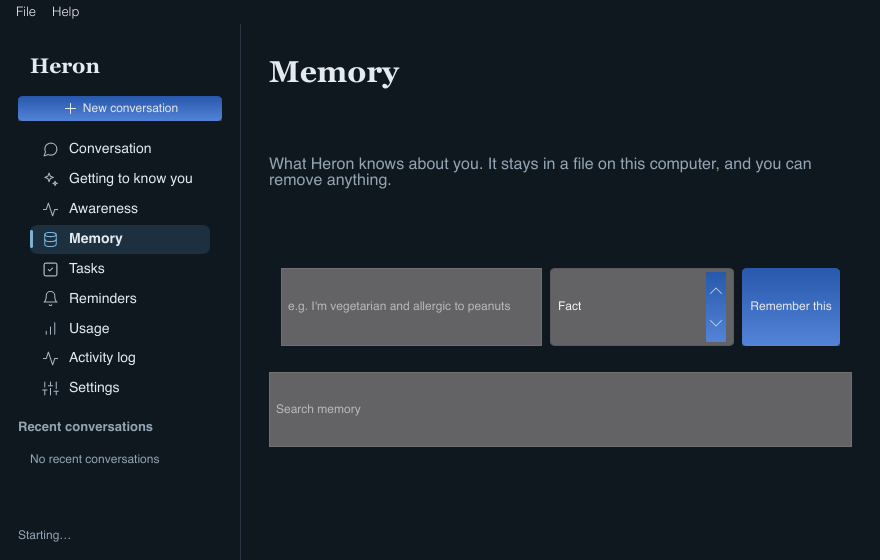 File Help
Heron
New conversation
Conversation
Getting to know you
Awareness
Memory
Tasks
Reminders
Usage
Activity log
Settings
Recent conversations
No recent conversations
Starting…
Memory
What Heron knows about you. It stays in a file on this computer, and you can
remove anything.
e.g. I'm vegetarian and allergic to peanuts
Fact
Remember this
Search memory